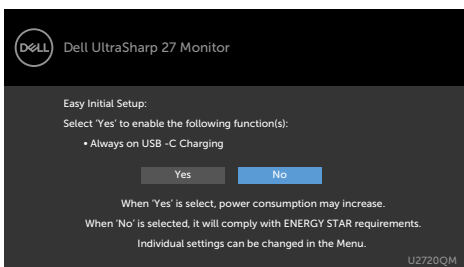 DELL Dell UltraSharp 27 Monitor
Easy Initial Setup:
Select 'Yes' to enable the following function(s):
• Always on USB -C Charging
Yes No
When 'Yes' is select, power consumption may increase.
When 'No' is selected, it will comply with ENERGY STAR requirements.
Individual settings can be changed in the Menu.
U2720QM